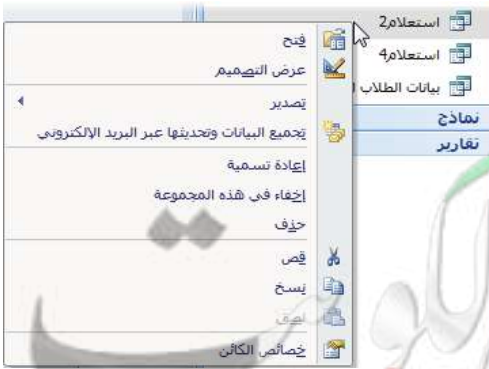 استعلام2
استعلام4
بيانات الطلاب ا
نماذج
تقارير
فتح
عرض التصميم
تصدير
تجميع البيانات وتحديثها عبر البريد الإلكتروني
إعادة تسمية
إخفاء في هذه المجموعة
حذف
قص
نسخ
لصق
خصائص الكائن